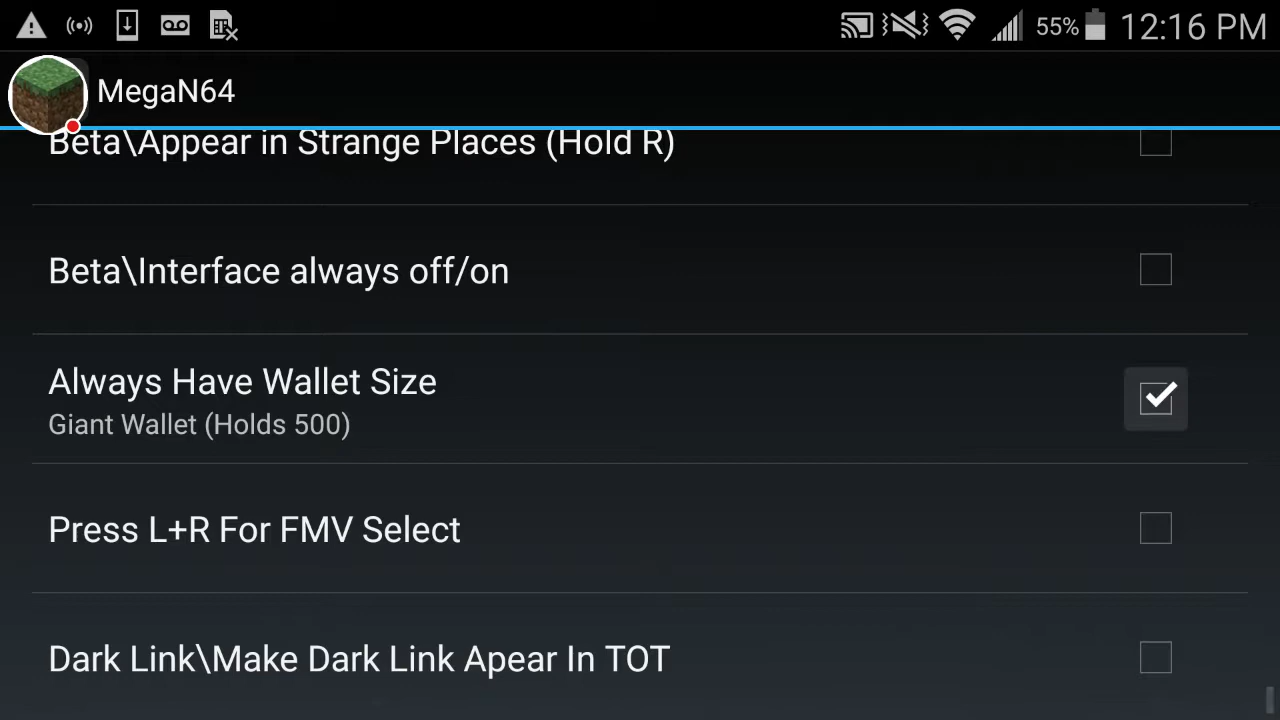 55% 12:16 PM
MegaN64
Beta\Appear in Strange Places (Hold R)
Beta\Interface always off/on
Always Have Wallet Size
Giant Wallet (Holds 500)
Press L+R For FMV Select
Dark Link\Make Dark Link Apear In TOT